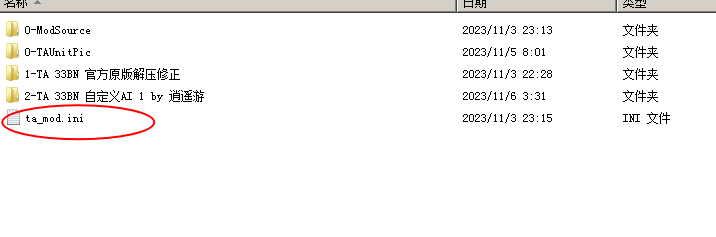 名称 日期 类型
0-ModSource 2023/11/3 23:13 文件夹
0-TAUnitPic 2023/11/5 8:01 文件夹
1-TA 33BN 官方原版解压修正 2023/11/3 22:28 文件夹
2-TA 33BN 自定义AI 1 by 逍遥游 2023/11/6 3:31 文件夹
ta_mod.ini 2023/11/3 23:15 INI 文件